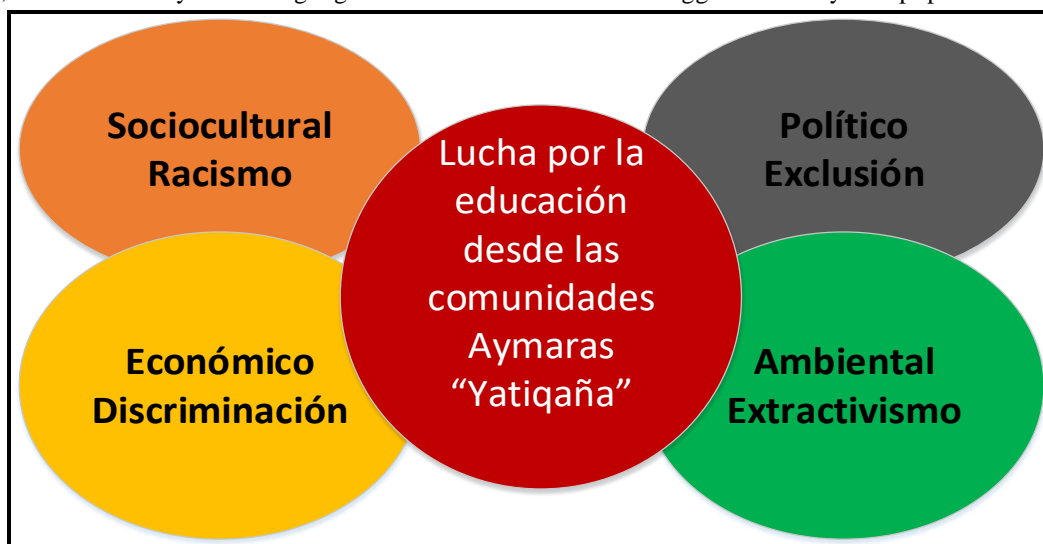 Sociocultural
Racismo
Político
Exclusión
Lucha por la
educación
desde las
comunidades
Aymaras
“Yatiqaña”
Económico
Discriminación
Ambiental
Extractivismo